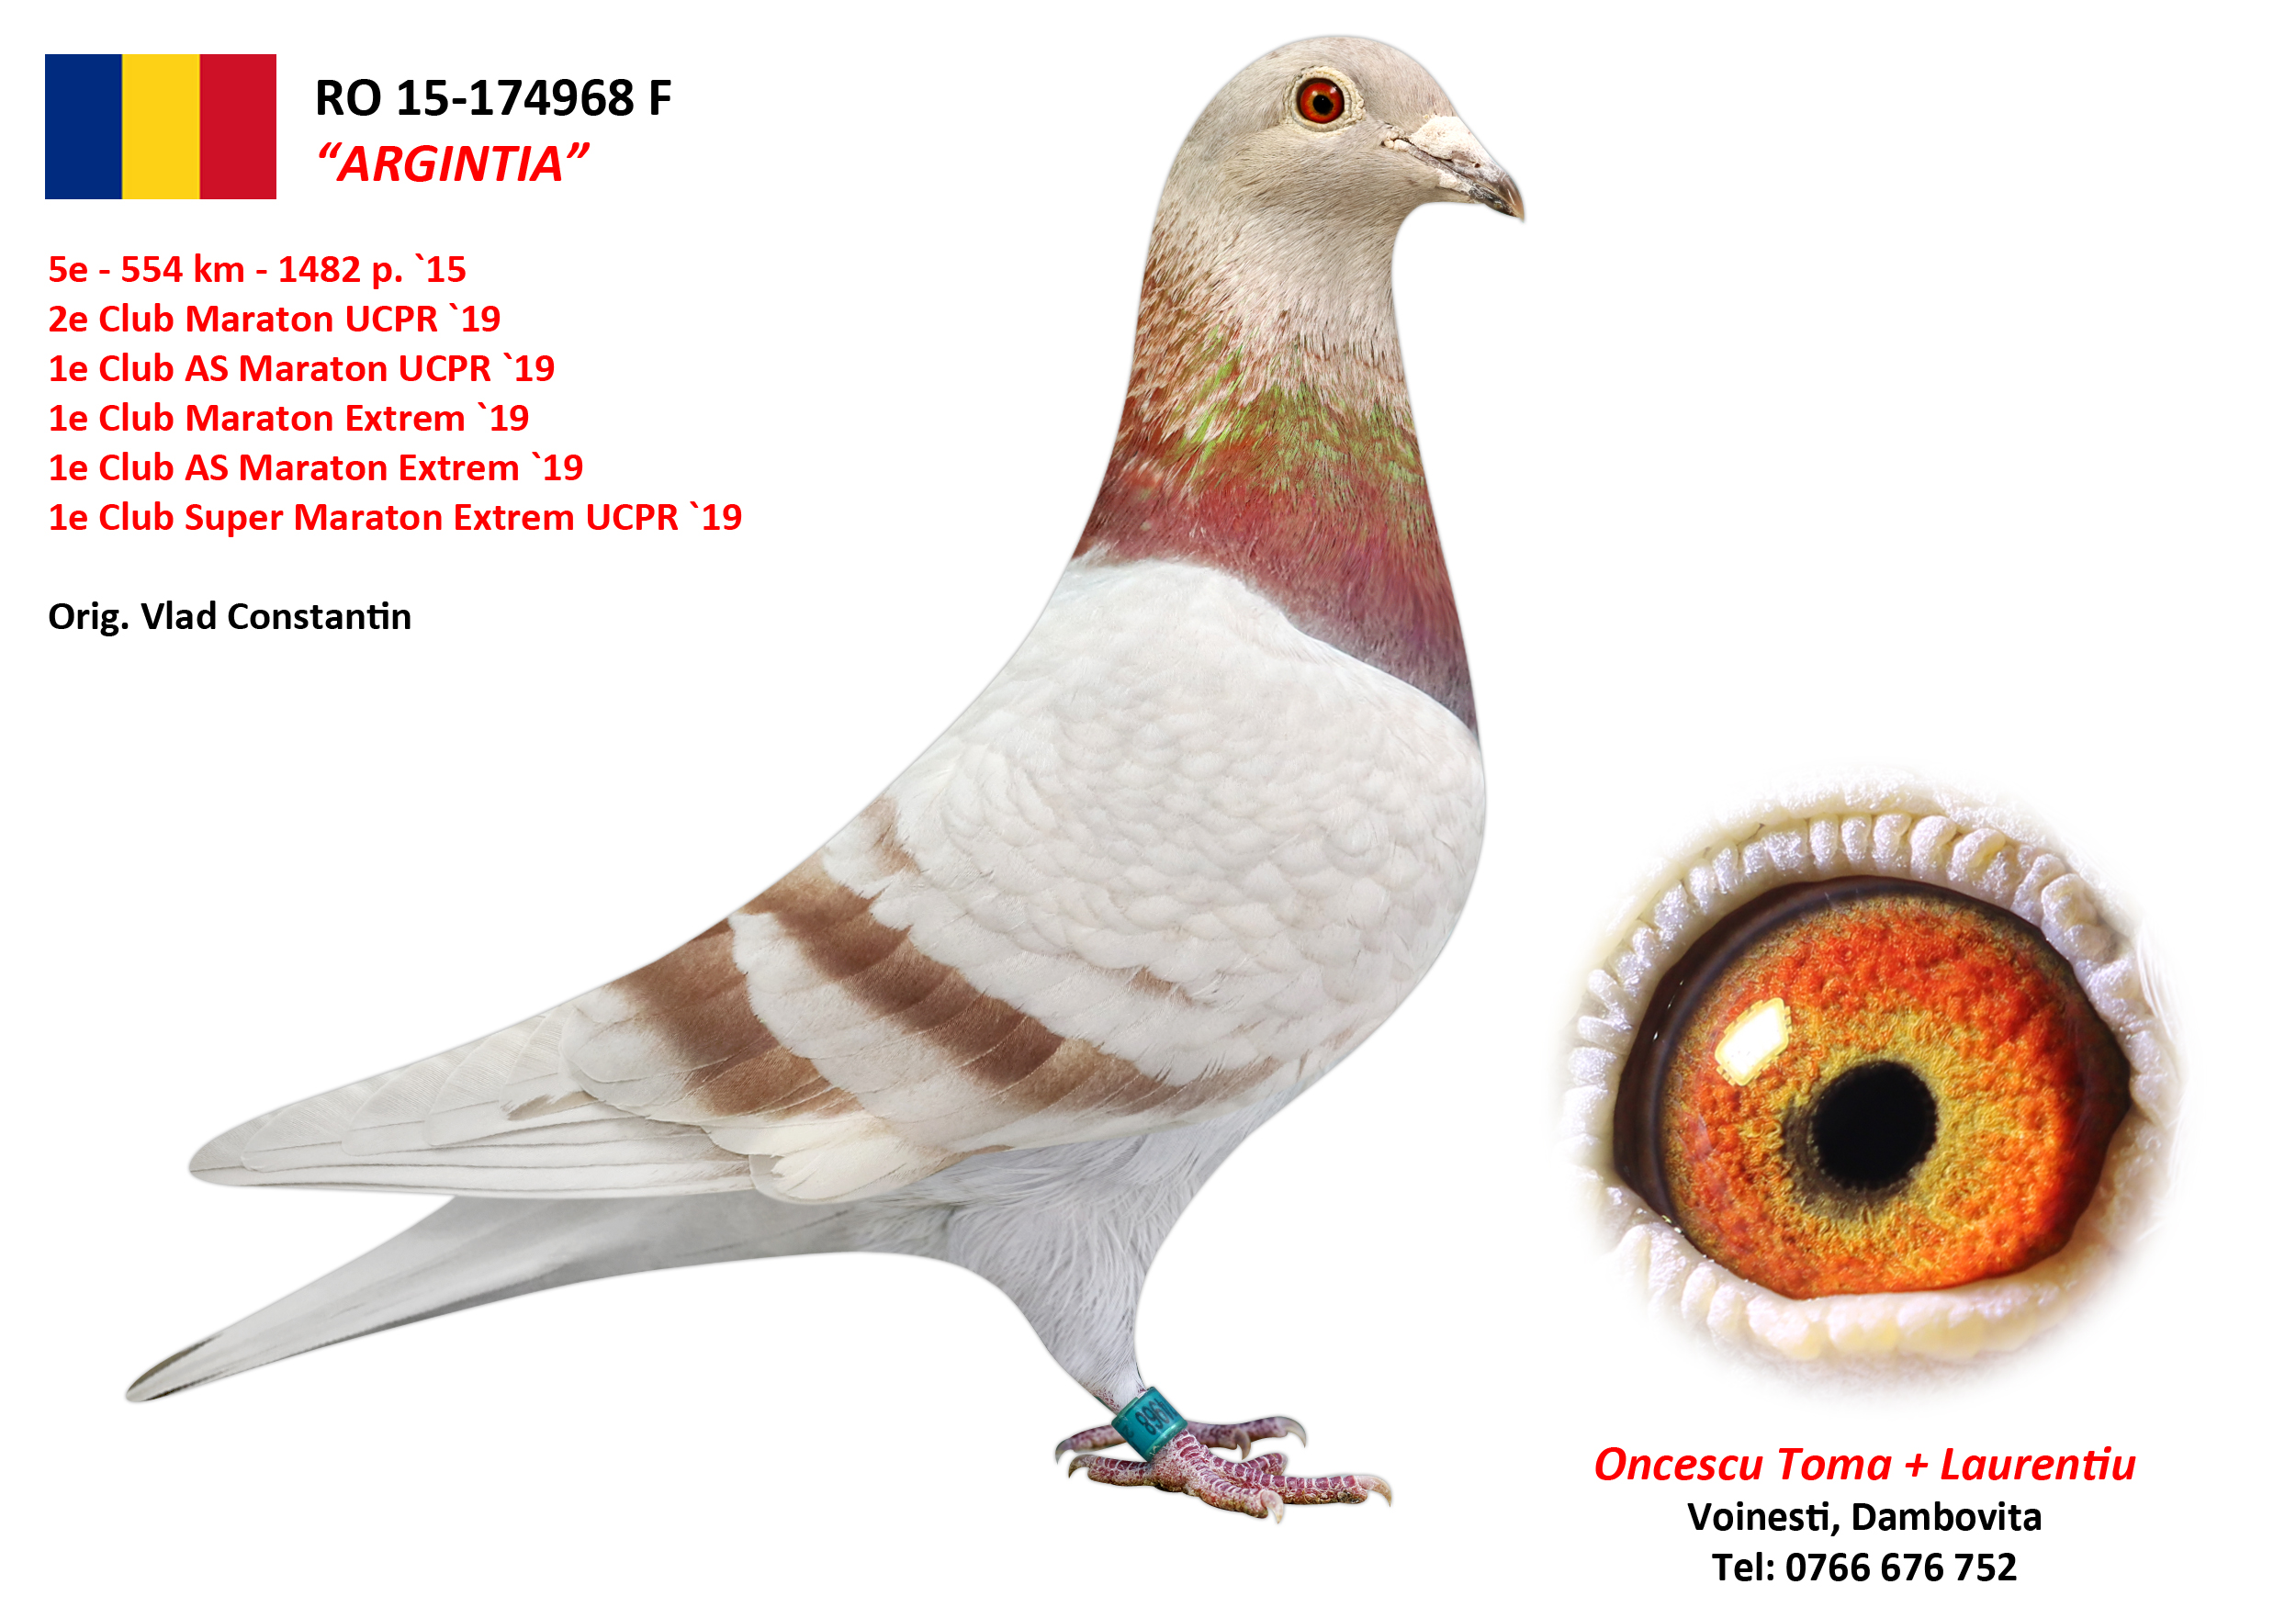 RO 15-174968 F
“ARGINTIA”
5e - 554 km - 1482 p. `15
2e Club Maraton UCPR `19
1e Club AS Maraton UCPR `19
1e Club Maraton Extrem `19
1e Club AS Maraton Extrem `19
1e Club Super Maraton Extrem UCPR `19
Orig. Vlad Constantin
Oncescu Toma + Laurentiu
Voinesti, Dambovita
Tel: 0766 676 752